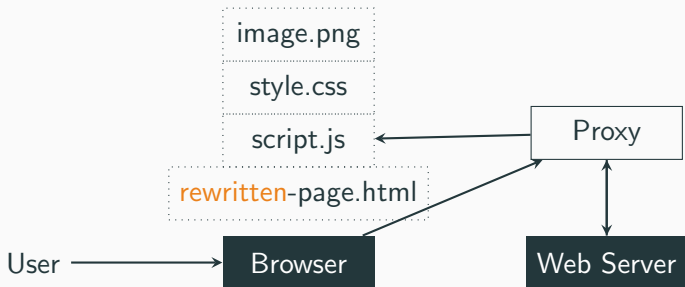 image.png
style.css
script.js
Proxy
rewritten-page.html
User
Browser
Web Server